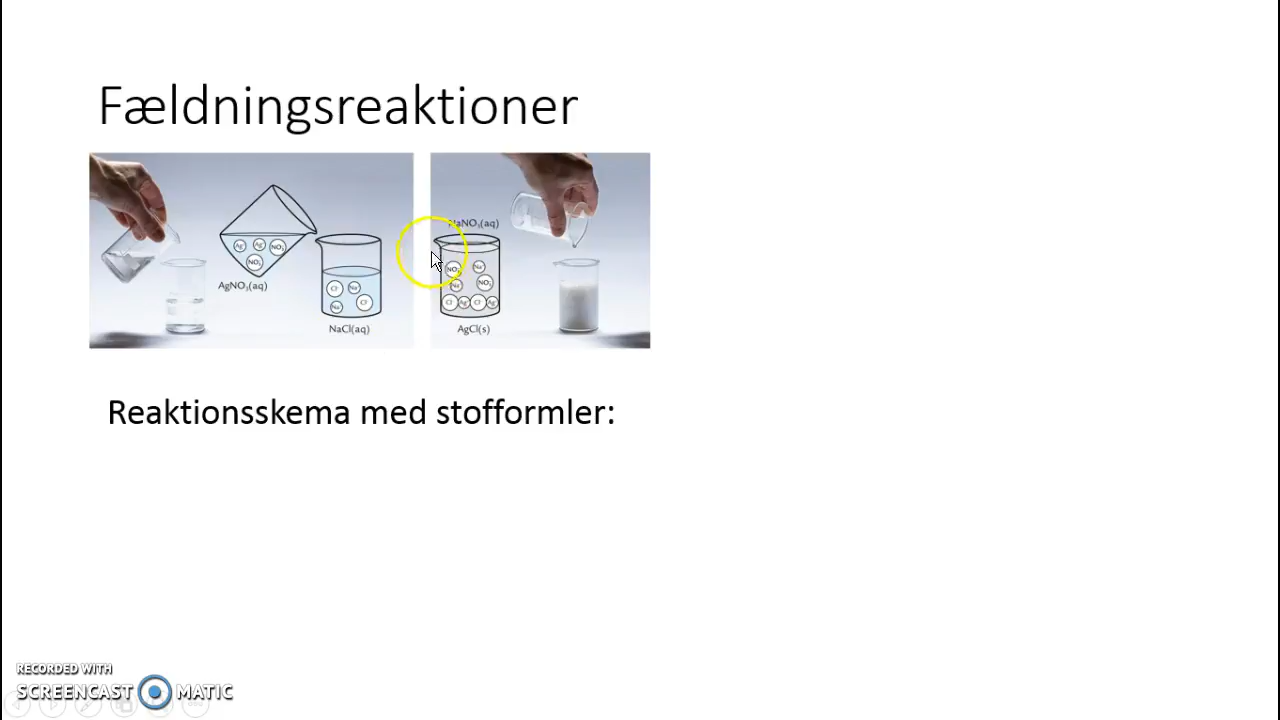 Fældningsreaktioner
AgNO₃(aq)
NaCl(aq)
NaNO₃(aq)
AgCl(s)
Reaktionsskema med stofformler:
RECORDED WITH
SCREENCAST MATIC